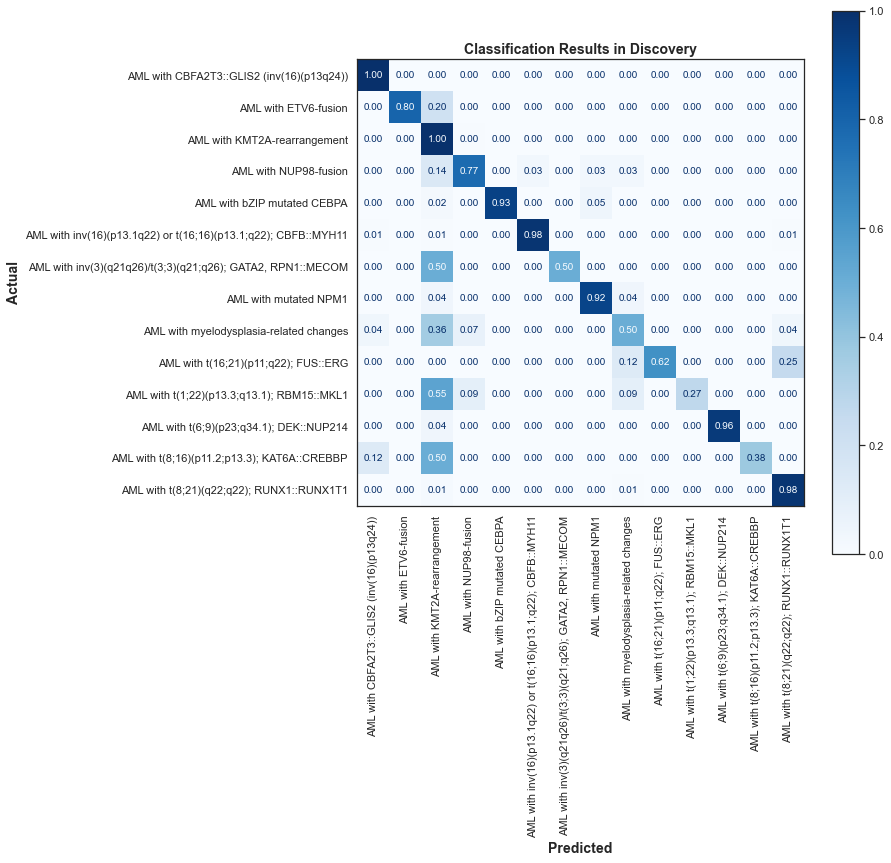 Classification Results in Discovery
Actual
AML with CBFA2T3::GLIS2 (inv(16)(p13q24)) 1.00 0.00 0.00 0.00 0.00 0.00 0.00 0.00 0.00 0.00 0.00 0.00 0.00 0.00
AML with ETV6-fusion 0.00 0.80 0.20 0.00 0.00 0.00 0.00 0.00 0.00 0.00 0.00 0.00 0.00 0.00
AML with KMT2A-rearrangement 0.00 0.00 1.00 0.00 0.00 0.00 0.00 0.00 0.00 0.00 0.00 0.00 0.00 0.00
AML with NUP98-fusion 0.00 0.00 0.14 0.77 0.00 0.03 0.00 0.03 0.03 0.00 0.00 0.00 0.00 0.00
AML with bZIP mutated CEBPA 0.00 0.00 0.02 0.00 0.93 0.00 0.00 0.05 0.00 0.00 0.00 0.00 0.00 0.00
AML with inv(16)(p13.1q22) or t(16;16)(p13.1;q22); CBFB::MYH11 0.01 0.00 0.01 0.00 0.00 0.98 0.00 0.00 0.00 0.00 0.00 0.00 0.00 0.01
AML with inv(3)(q21q26)/t(3;3)(q21;q26); GATA2, RPN1::MECOM 0.00 0.00 0.50 0.00 0.00 0.00 0.50 0.00 0.00 0.00 0.00 0.00 0.00 0.00
AML with mutated NPM1 0.00 0.00 0.04 0.00 0.00 0.00 0.00 0.92 0.04 0.00 0.00 0.00 0.00 0.00
AML with myelodysplasia-related changes 0.04 0.00 0.36 0.07 0.00 0.00 0.00 0.00 0.50 0.00 0.00 0.00 0.00 0.04
AML with t(16;21)(p11;q22); FUS::ERG 0.00 0.00 0.00 0.00 0.00 0.00 0.00 0.00 0.12 0.62 0.00 0.00 0.00 0.25
AML with t(1;22)(p13.3;q13.1); RBM15::MKL1 0.00 0.00 0.55 0.09 0.00 0.00 0.00 0.00 0.09 0.00 0.27 0.00 0.00 0.00
AML with t(6;9)(p23;q34.1); DEK::NUP214 0.00 0.00 0.04 0.00 0.00 0.00 0.00 0.00 0.00 0.00 0.00 0.96 0.00 0.00
AML with t(8;16)(p11.2;p13.3); KAT6A::CREBBP 0.12 0.00 0.50 0.00 0.00 0.00 0.00 0.00 0.00 0.00 0.00 0.00 0.38 0.00
AML with t(8;21)(q22;q22); RUNX1::RUNX1T1 0.00 0.00 0.01 0.00 0.00 0.00 0.00 0.00 0.01 0.00 0.00 0.00 0.00 0.98
AML with CBFA2T3::GLIS2 (inv(16)(p13q24))
AML with ETV6-fusion
AML with KMT2A-rearrangement
AML with NUP98-fusion
AML with bZIP mutated CEBPA
AML with inv(16)(p13.1q22) or t(16;16)(p13.1;q22); CBFB::MYH11
AML with inv(3)(q21q26)/t(3;3)(q21;q26); GATA2, RPN1::MECOM
AML with mutated NPM1
AML with myelodysplasia-related changes
AML with t(16;21)(p11;q22); FUS::ERG
AML with t(1;22)(p13.3;q13.1); RBM15::MKL1
AML with t(6;9)(p23;q34.1); DEK::NUP214
AML with t(8;16)(p11.2;p13.3); KAT6A::CREBBP
AML with t(8;21)(q22;q22); RUNX1::RUNX1T1
Predicted
1.0
0.8
0.6
0.4
0.2
0.0